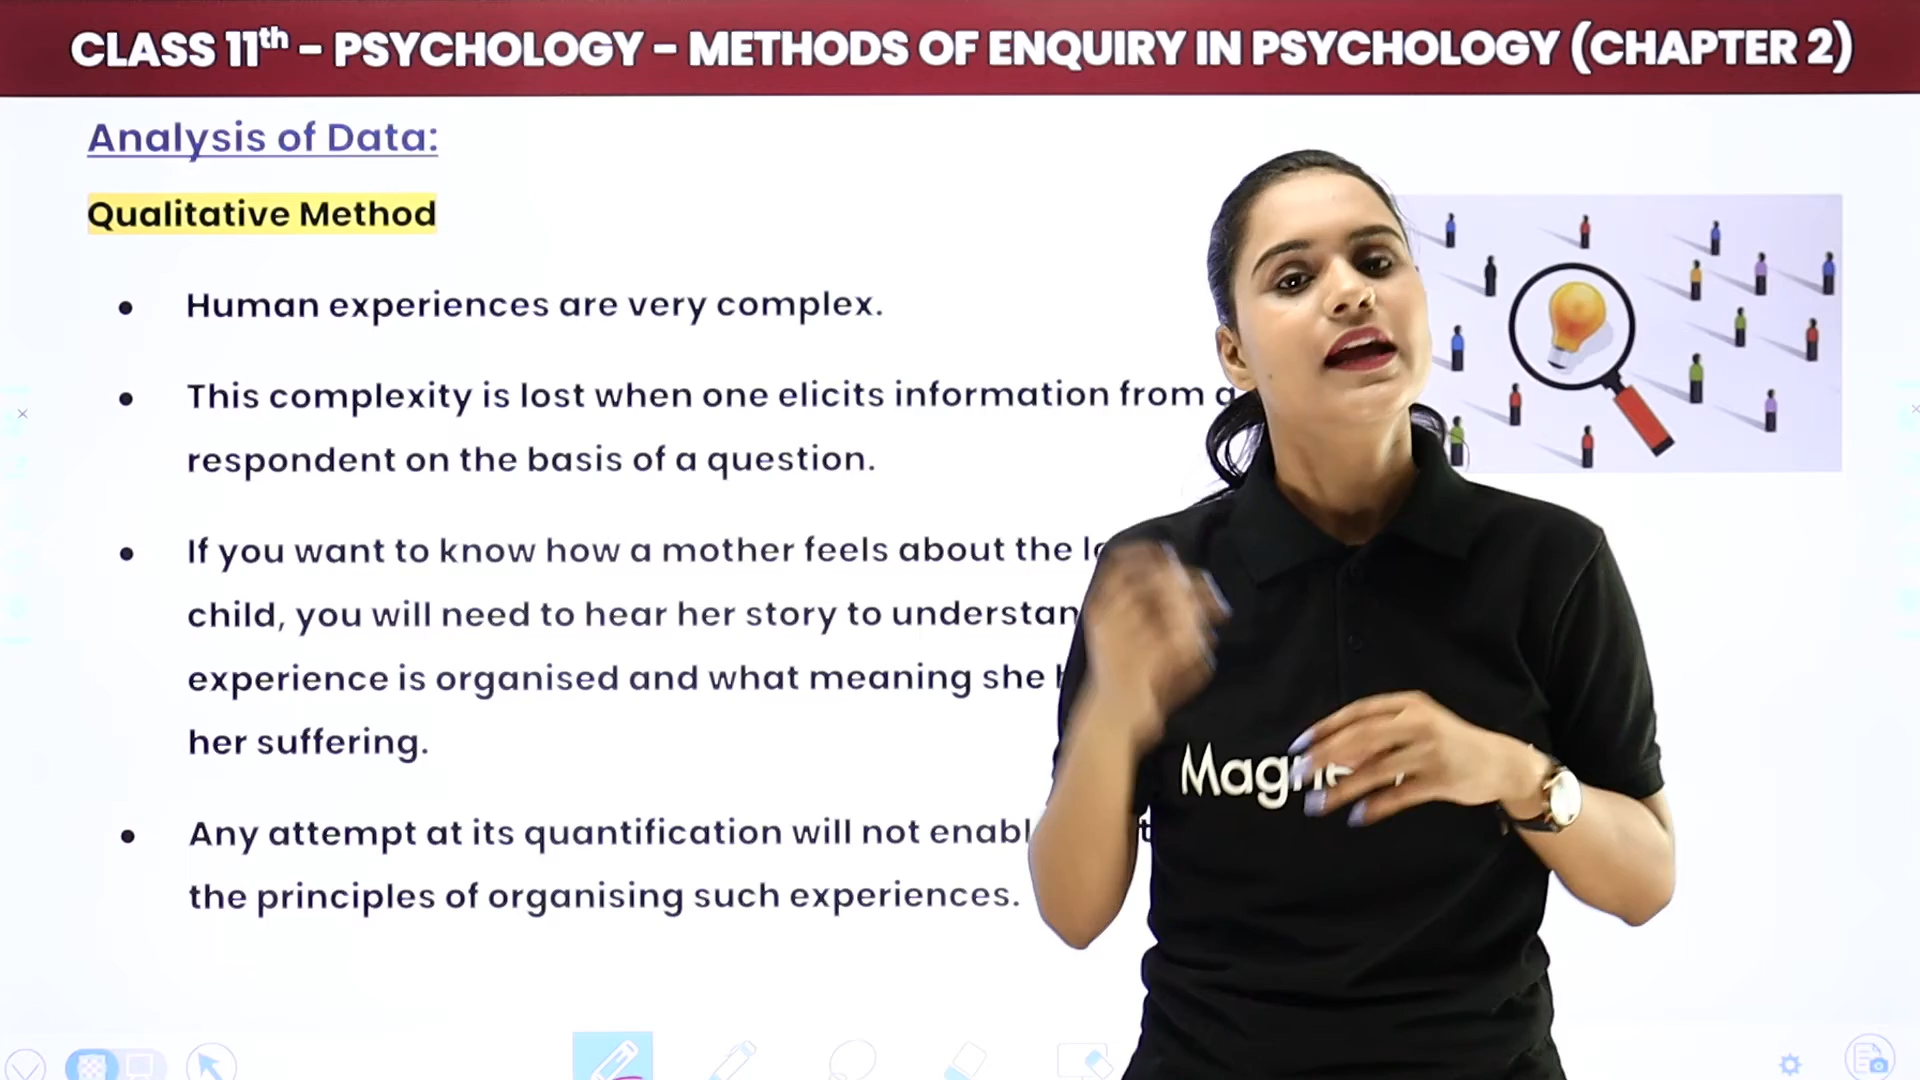 CLASS 11th - PSYCHOLOGY - METHODS OF ENQUIRY IN PSYCHOLOGY (CHAPTER 2)
Analysis of Data:
Qualitative Method
• Human experiences are very complex.
• This complexity is lost when one elicits information from a
respondent on the basis of a question.
• If you want to know how a mother feels about the
child, you will need to hear her story to
experience is organised and what meaning she
her suffering.
• Any attempt at its quantification will not
the principles of organising such experiences.